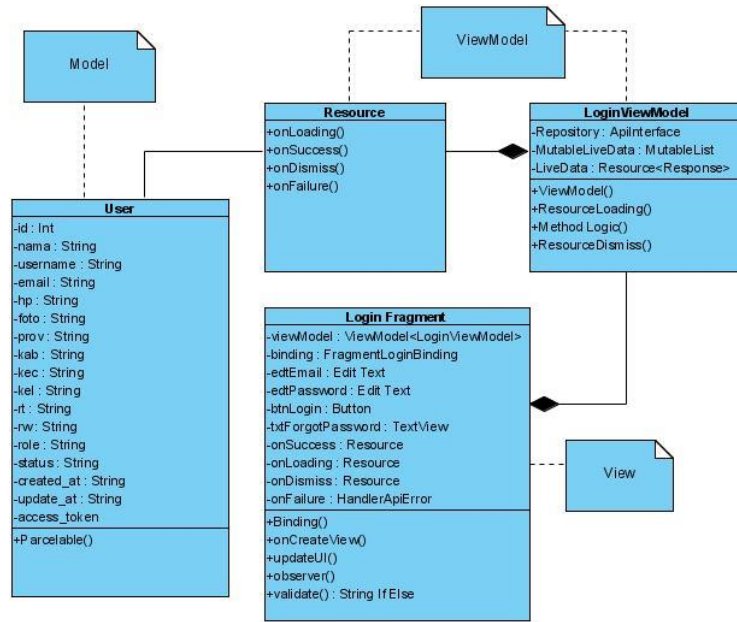 Model
ViewModel
Resource
+onLoading()
+onSuccess()
+onDismiss()
+onFailure()
LoginViewModel
-Repository : ApiInterface
-MutableLiveData : MutableList
-LiveData : Resource<Response>
+ViewModel()
+ResourceLoading()
+Method Logic()
+ResourceDismiss()
User
-id : Int
-nama : String
-username : String
-email : String
-hp : String
-foto : String
-prov : String
-kab : String
-kec : String
-kel : String
-rt : String
-rw : String
-role : String
-status : String
-created_at : String
-update_at : String
-access_token
+Parcelable()
Login Fragment
-viewModel : ViewModel<LoginViewModel>
-binding : FragmentLoginBinding
-edtEmail : Edit Text
-edtPassword : Edit Text
-btnLogin : Button
-txtForgotPassword : TextView
-onSuccess : Resource
-onLoading : Resource
-onDismiss : Resource
-onFailure : HandlerApiError
+Binding()
+onCreateView()
+updateUI()
+observer()
+validate() : String If Else
View